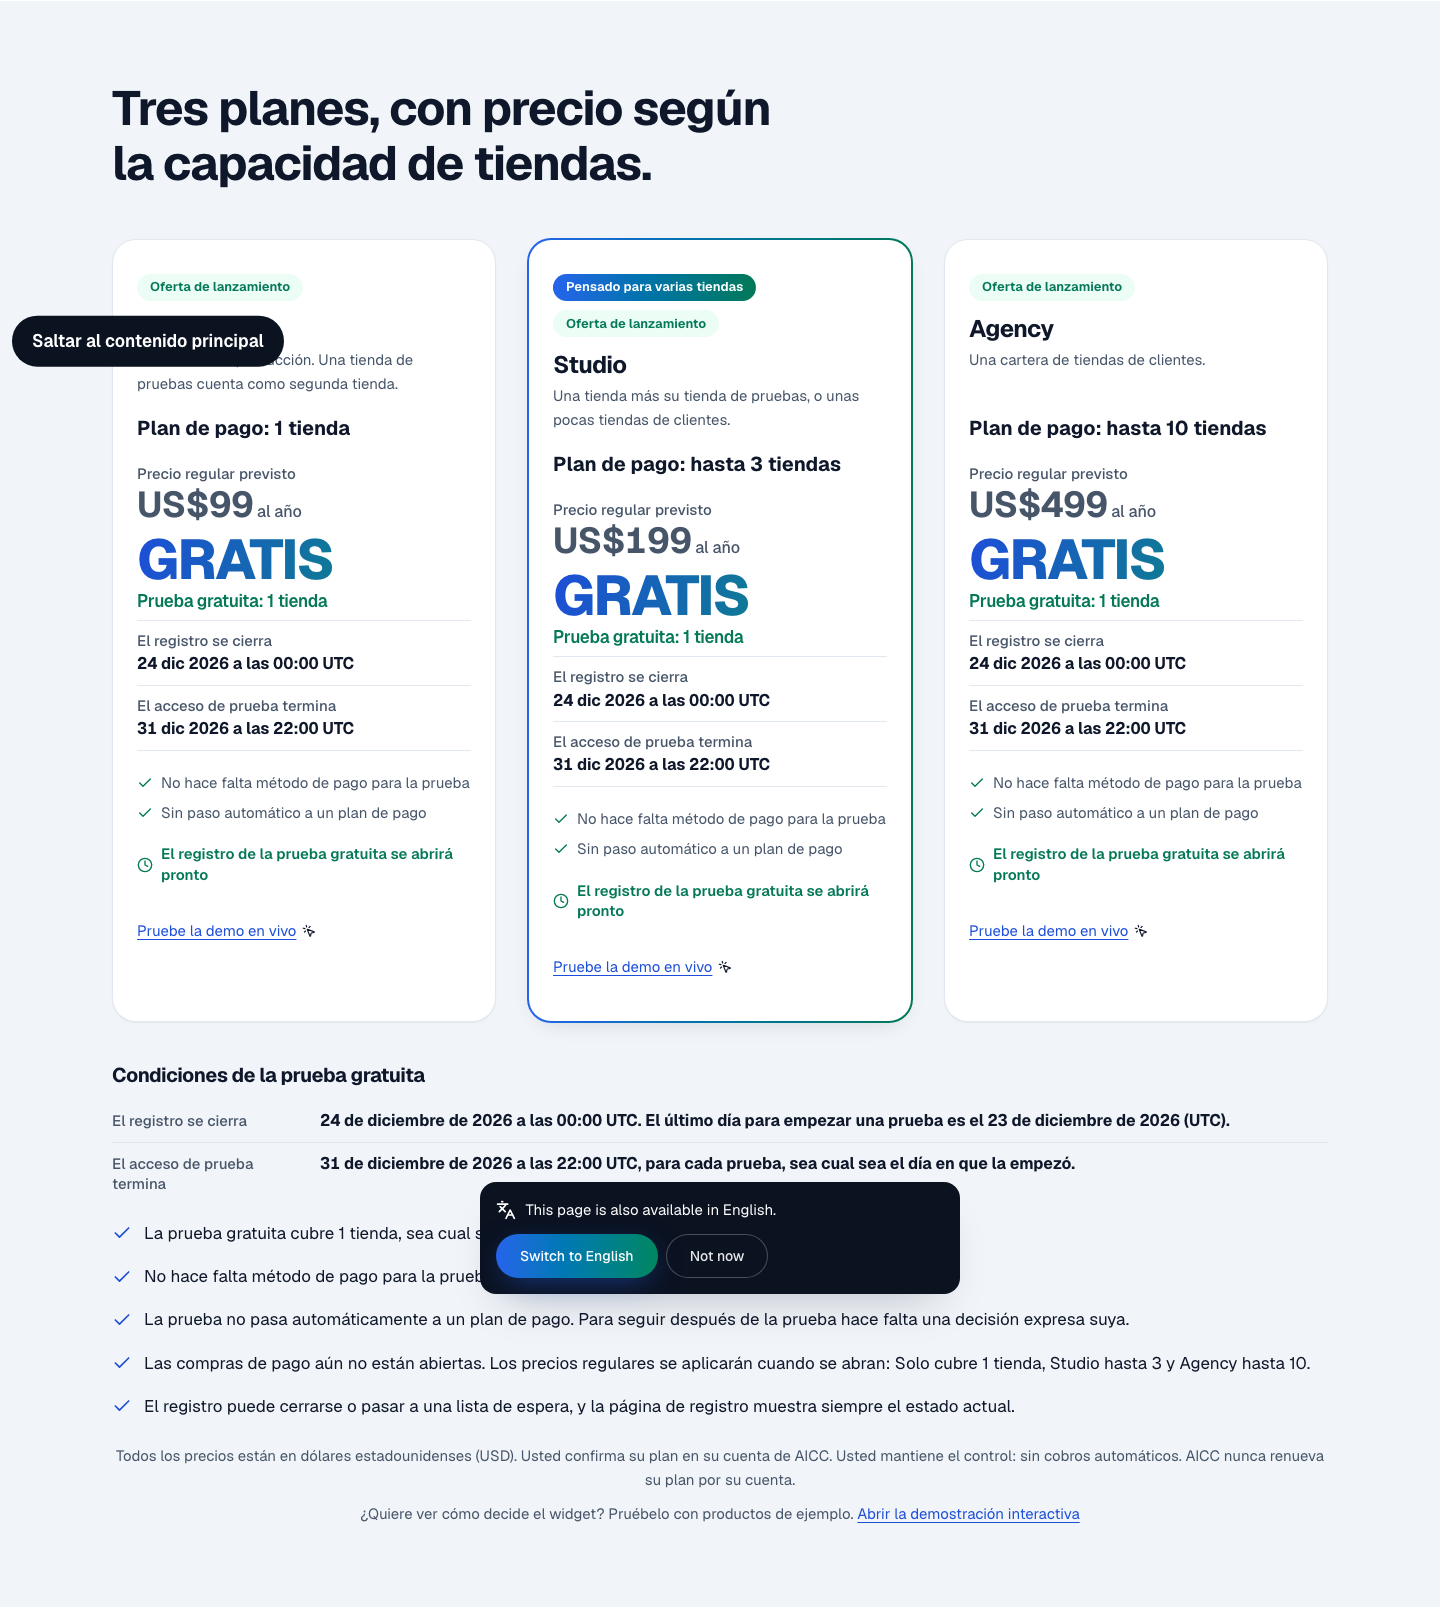 Tres planes, con precio según
la capacidad de tiendas.
Oferta de lanzamiento
Saltar al contenido principal
cción. Una tienda de
pruebas cuenta como segunda tienda.
Plan de pago: 1 tienda
Precio regular previsto
US$99 al año
GRATIS
Prueba gratuita: 1 tienda
El registro se cierra
24 dic 2026 a las 00:00 UTC
El acceso de prueba termina
31 dic 2026 a las 22:00 UTC
No hace falta método de pago para la prueba
Sin paso automático a un plan de pago
El registro de la prueba gratuita se abrirá
pronto
Pruebe la demo en vivo
Pensado para varias tiendas
Oferta de lanzamiento
Studio
Una tienda más su tienda de pruebas, o unas
pocas tiendas de clientes.
Plan de pago: hasta 3 tiendas
Precio regular previsto
US$199 al año
GRATIS
Prueba gratuita: 1 tienda
El registro se cierra
24 dic 2026 a las 00:00 UTC
El acceso de prueba termina
31 dic 2026 a las 22:00 UTC
No hace falta método de pago para la prueba
Sin paso automático a un plan de pago
El registro de la prueba gratuita se abrirá
pronto
Pruebe la demo en vivo
Oferta de lanzamiento
Agency
Una cartera de tiendas de clientes.
Plan de pago: hasta 10 tiendas
Precio regular previsto
US$499 al año
GRATIS
Prueba gratuita: 1 tienda
El registro se cierra
24 dic 2026 a las 00:00 UTC
El acceso de prueba termina
31 dic 2026 a las 22:00 UTC
No hace falta método de pago para la prueba
Sin paso automático a un plan de pago
El registro de la prueba gratuita se abrirá
pronto
Pruebe la demo en vivo
Condiciones de la prueba gratuita
El registro se cierra
24 de diciembre de 2026 a las 00:00 UTC. El último día para empezar una prueba es el 23 de diciembre de 2026 (UTC).
El acceso de prueba
termina
31 de diciembre de 2026 a las 22:00 UTC, para cada prueba, sea cual sea el día en que la empezó.
La prueba gratuita cubre 1 tienda, sea cual
No hace falta método de pago para la
This page is also available in English.
Switch to English
Not now
La prueba no pasa automáticamente a un plan de pago. Para seguir después de la prueba hace falta una decisión expresa suya.
Las compras de pago aún no están abiertas. Los precios regulares se aplicarán cuando se abran: Solo cubre 1 tienda, Studio hasta 3 y Agency hasta 10.
El registro puede cerrarse o pasar a una lista de espera, y la página de registro muestra siempre el estado actual.
Todos los precios están en dólares estadounidenses (USD). Usted confirma su plan en su cuenta de AICC. Usted mantiene el control: sin cobros automáticos. AICC nunca renueva
su plan por su cuenta.
¿Quiere ver cómo decide el widget? Pruébelo con productos de ejemplo. Abrir la demostración interactiva